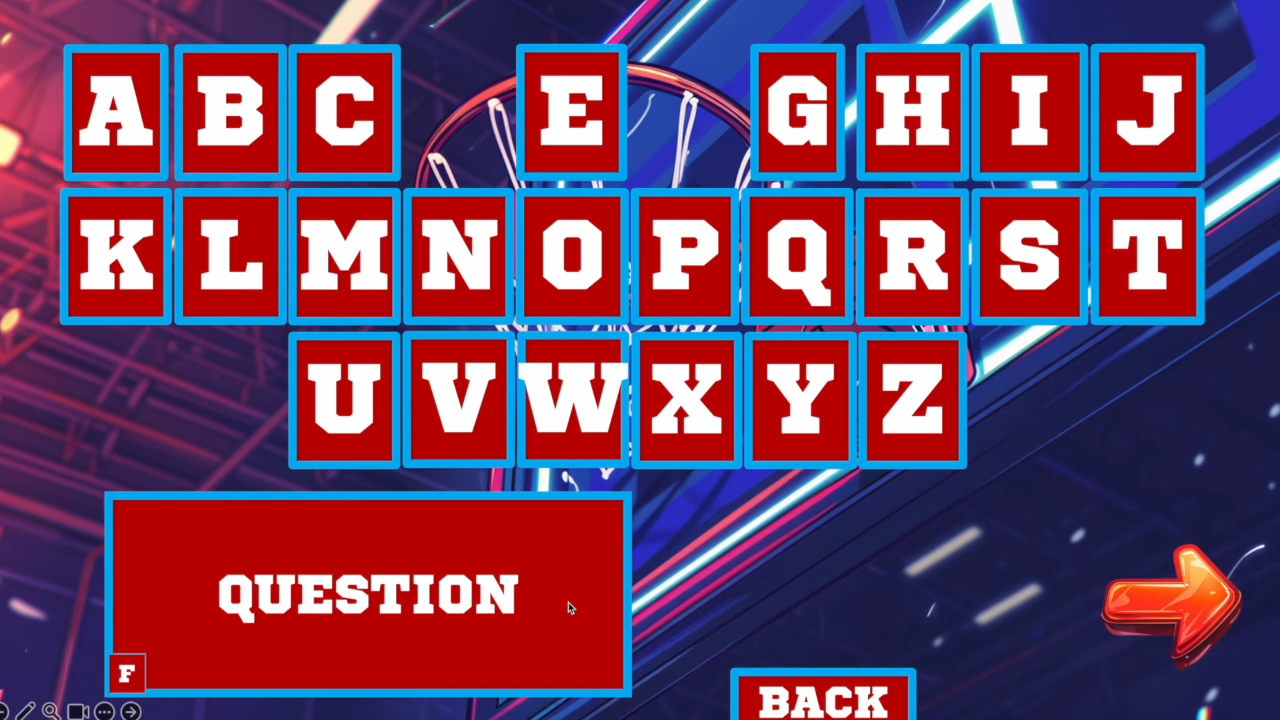 A B C E G H I J
K L M N O P Q R S T
U V W X Y Z
QUESTION
F
BACK